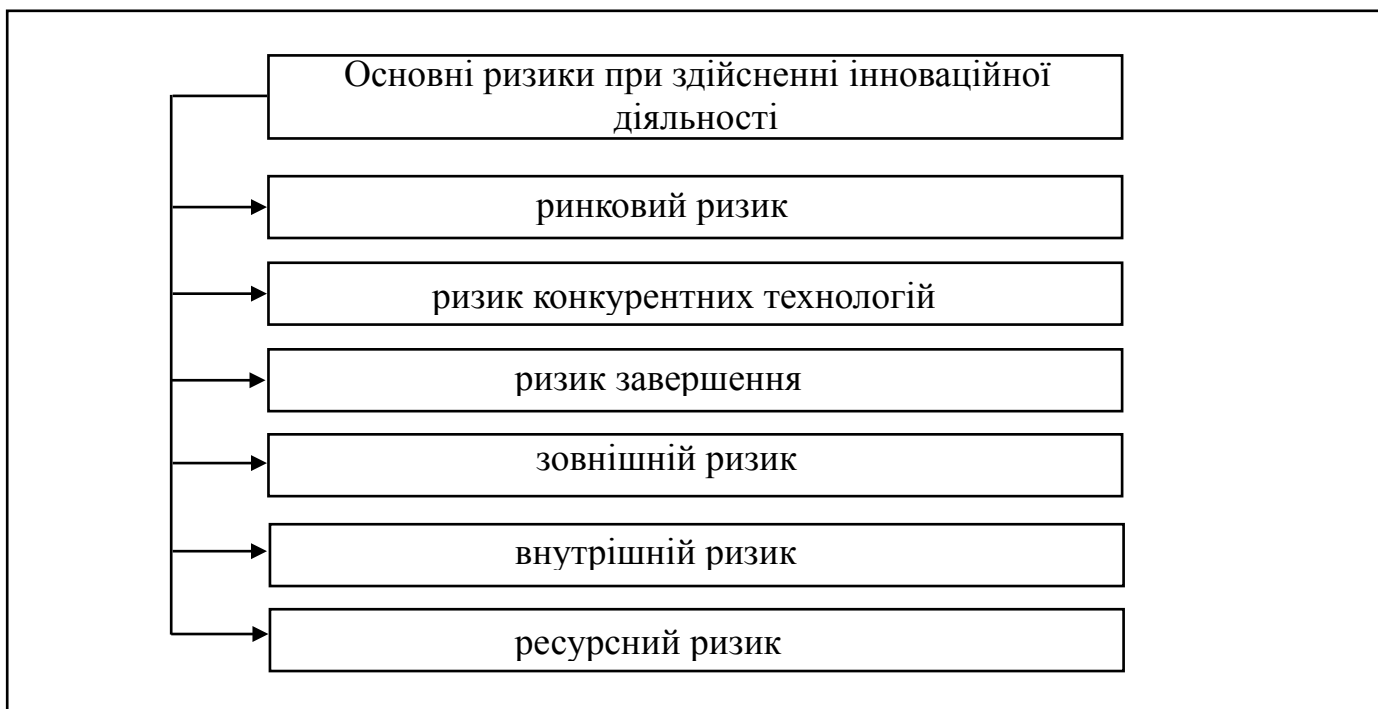 Основні ризики при здійсненні інноваційної
діяльності
ринковий ризик
ризик конкурентних технологій
ризик завершення
зовнішній ризик
внутрішній ризик
ресурсний ризик